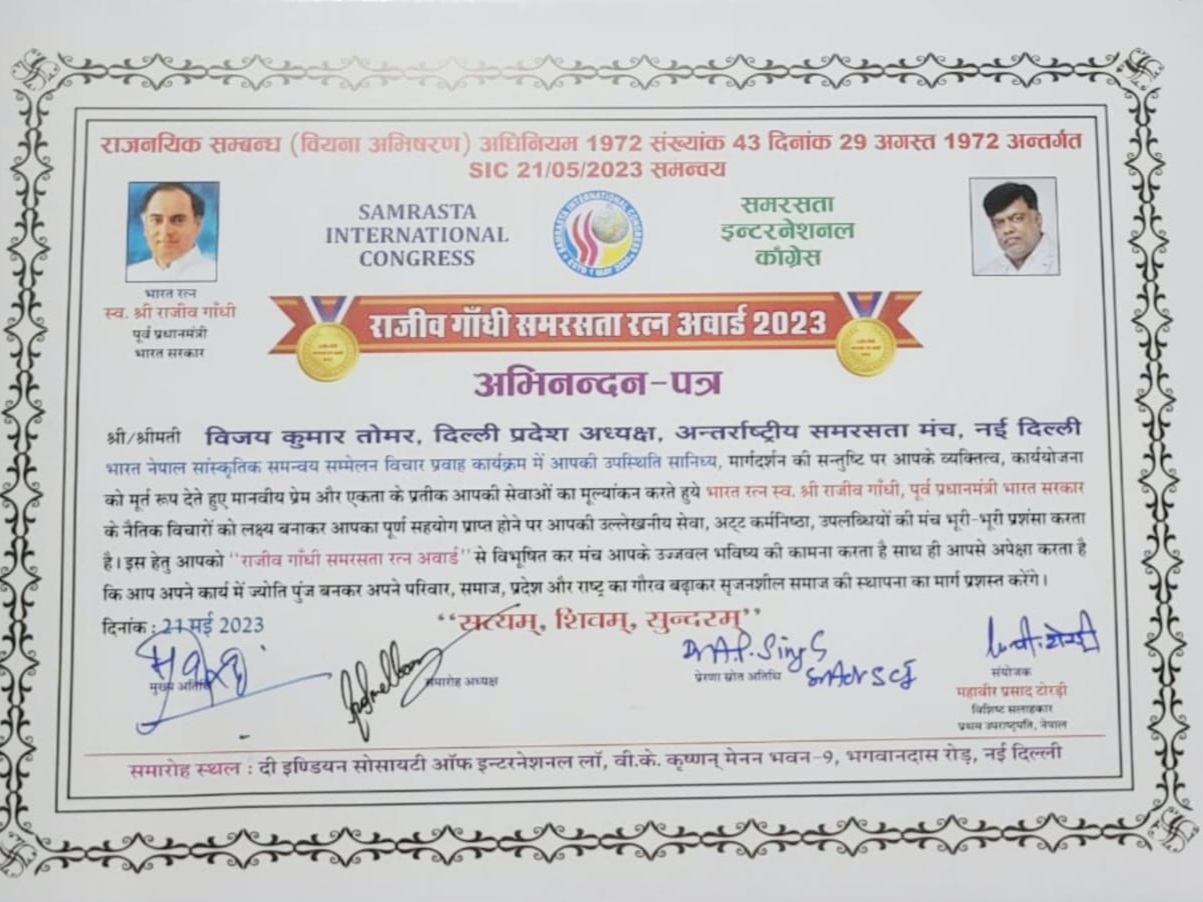 राजनयिक सम्बन्ध (वियना अभिषरण) अधिनियम 1972 संख्यांक 43 दिनांक 29 अगस्त 1972 अन्तर्गत
SIC 21/05/2023 समन्वय
SAMRASTA
INTERNATIONAL
CONGRESS
SAMRASTA INTERNATIONAL CONGRESS
समरसता
इन्टरनेशनल
काँग्रेस
भारत रत्न
स्व. श्री राजीव गाँधी
पूर्व प्रधानमंत्री
भारत सरकार
राजीव गाँधी समरसता रत्न अवार्ड 2023
अभिनन्दन-पत्र
श्री/श्रीमती विजय कुमार तोमर, दिल्ली प्रदेश अध्यक्ष, अन्तर्राष्ट्रीय समरसता मंच, नई दिल्ली
भारत नेपाल सांस्कृतिक समन्वय सम्मेलन विचार प्रवाह कार्यक्रम में आपकी उपस्थिति सानिध्य, मार्गदर्शन की सन्तुष्टि पर आपके व्यक्तित्व, कार्ययोजना
को मूर्त रूप देते हुए मानवीय प्रेम और एकता के प्रतीक आपकी सेवाओं का मूल्यांकन करते हुये भारत रत्न स्व. श्री राजीव गाँधी, पूर्व प्रधानमंत्री भारत सरकार
के नैतिक विचारों को लक्ष्य बनाकर आपका पूर्ण सहयोग प्राप्त होने पर आपकी उल्लेखनीय सेवा, अटूट कर्मनिष्ठा, उपलब्धियों की मंच भूरी-भूरी प्रशंसा करता
है। इस हेतु आपको ''राजीव गाँधी समरसता रत्न अवार्ड'' से विभूषित कर मंच आपके उज्जवल भविष्य की कामना करता है साथ ही आपसे अपेक्षा करता है
कि आप अपने कार्य में ज्योति पुंज बनकर अपने परिवार, समाज, प्रदेश और राष्ट्र का गौरव बढ़ाकर सृजनशील समाज की स्थापना का मार्ग प्रशस्त करेंगे।
दिनांक : 21 मई 2023
''सत्यम्, शिवम्, सुन्दरम्''
मुख्य अतिथि
समारोह अध्यक्ष
Dr A.P. Singh
प्रेरणा स्रोत अतिथि
संयोजक
महावीर प्रसाद टोरड़ी
विशिष्ट सलाहकार
प्रथम उपराष्ट्रपति, नेपाल
समारोह स्थल : दी इण्डियन सोसायटी ऑफ इन्टरनेशनल लॉ, वी.के. कृष्णन् मेनन भवन-9, भगवानदास रोड़, नई दिल्ली